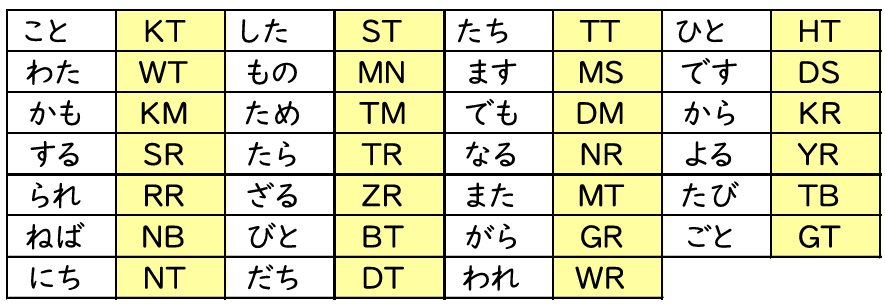 こと KT した ST たち TT ひと HT
わた WT もの MN ます MS です DS
かも KM ため TM でも DM から KR
する SR たら TR なる NR よる YR
られ RR ざる ZR また MT たび TB
ねば NB びと BT がら GR ごと GT
にち NT だち DT われ WR